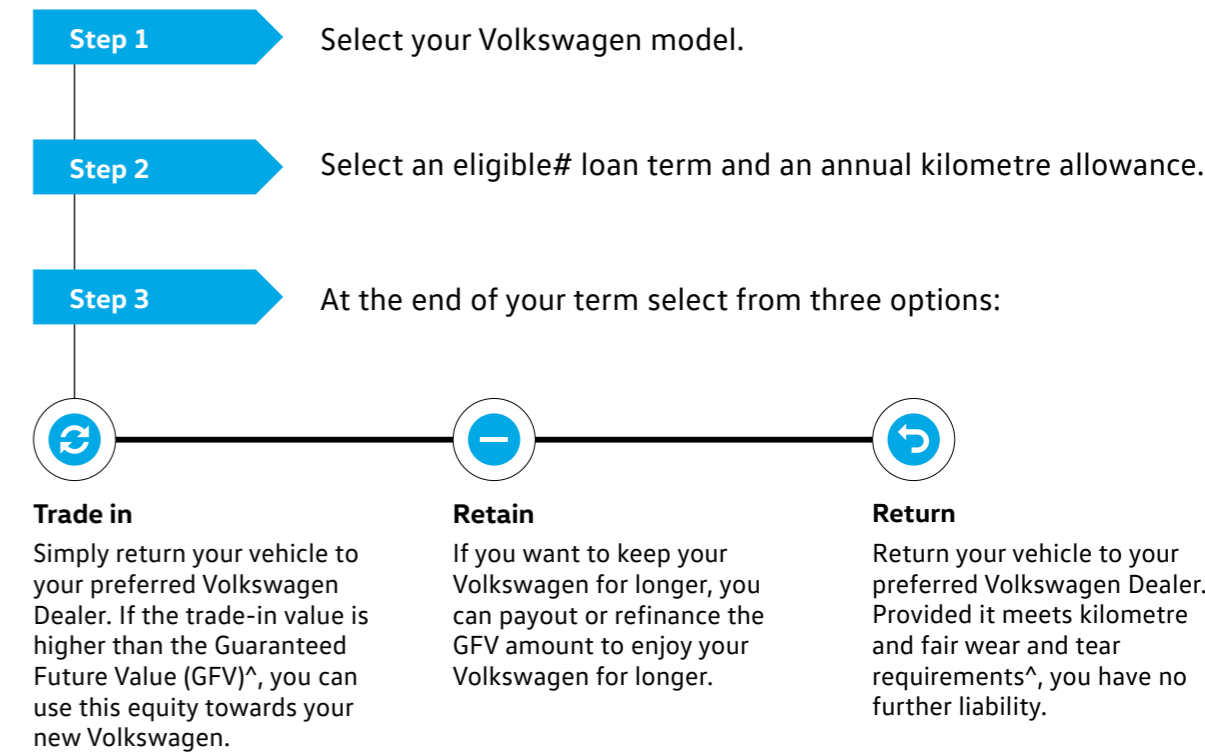 Step 1
Select your Volkswagen model.
Step 2
Select an eligible# loan term and an annual kilometre allowance.
Step 3
At the end of your term select from three options:
Trade in
Simply return your vehicle to
your preferred Volkswagen
Dealer. If the trade-in value is
higher than the Guaranteed
Future Value (GFV)^, you can
use this equity towards your
new Volkswagen.
Retain
If you want to keep your
Volkswagen for longer, you
can payout or refinance the
GFV amount to enjoy your
Volkswagen for longer.
Return
Return your vehicle to your
preferred Volkswagen Dealer.
Provided it meets kilometre
and fair wear and tear
requirements^, you have no
further liability.